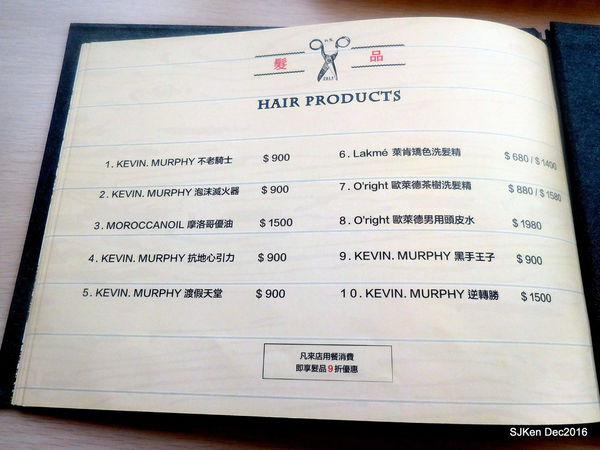 髮
品
HAIR PRODUCTS
1. KEVIN. MURPHY 不老騎士 $ 900
2. KEVIN. MURPHY 泡沫滅火器 $ 900
3. MOROCCANOIL 摩洛哥優油 $ 1500
4. KEVIN. MURPHY 抗地心引力 $ 900
5. KEVIN. MURPHY 渡假天堂 $ 900
6. Lakmé 萊肯矯色洗髮精 $ 680 / $ 1400
7. O'right 歐萊德茶樹洗髮精 $ 880 / $ 1580
8. O'right 歐萊德男用頭皮水 $ 1980
9. KEVIN. MURPHY 黑手王子 $ 900
10. KEVIN. MURPHY 逆轉勝 $ 1500
凡來店用餐消費
即享髮品9折優惠
SJKen Dec2016